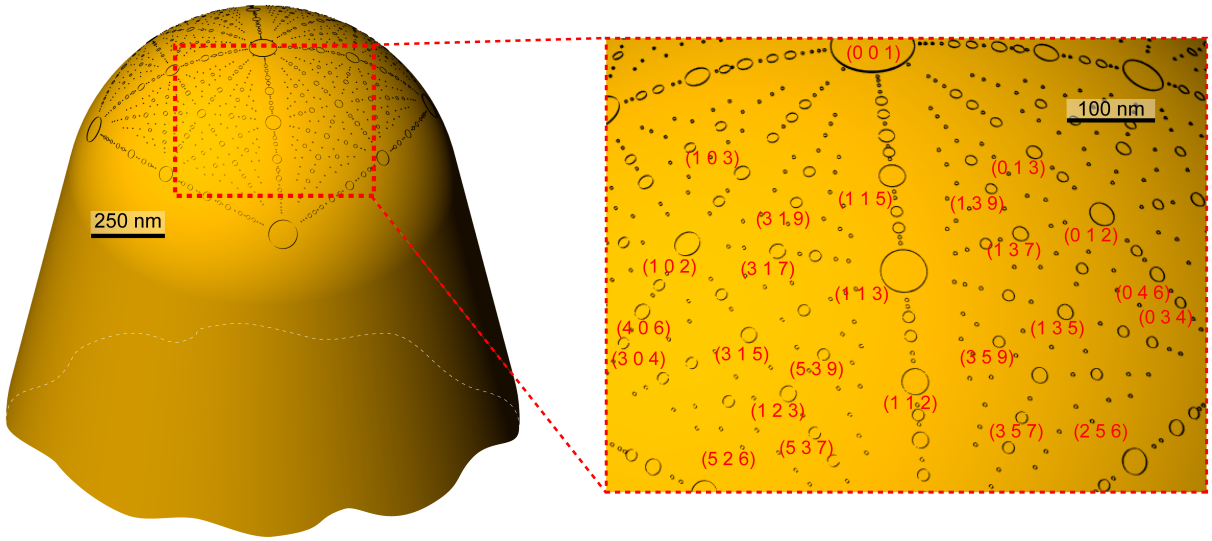 250 nm
(0 0 1)
100 nm
(1 0 3)
(0 1 3)
(1 1 5)
(1 3 9)
(3 1 9)
(0 1 2)
(1 3 7)
(1 0 2)
(3 1 7)
(1 1 3)
(0 4 6)
(0 3 4)
(4 0 6)
(1 3 5)
(3 0 4)
(3 1 5)
(3 5 9)
(5 3 9)
(1 1 2)
(1 2 3)
(3 5 7)
(2 5 6)
(5 3 7)
(5 2 6)